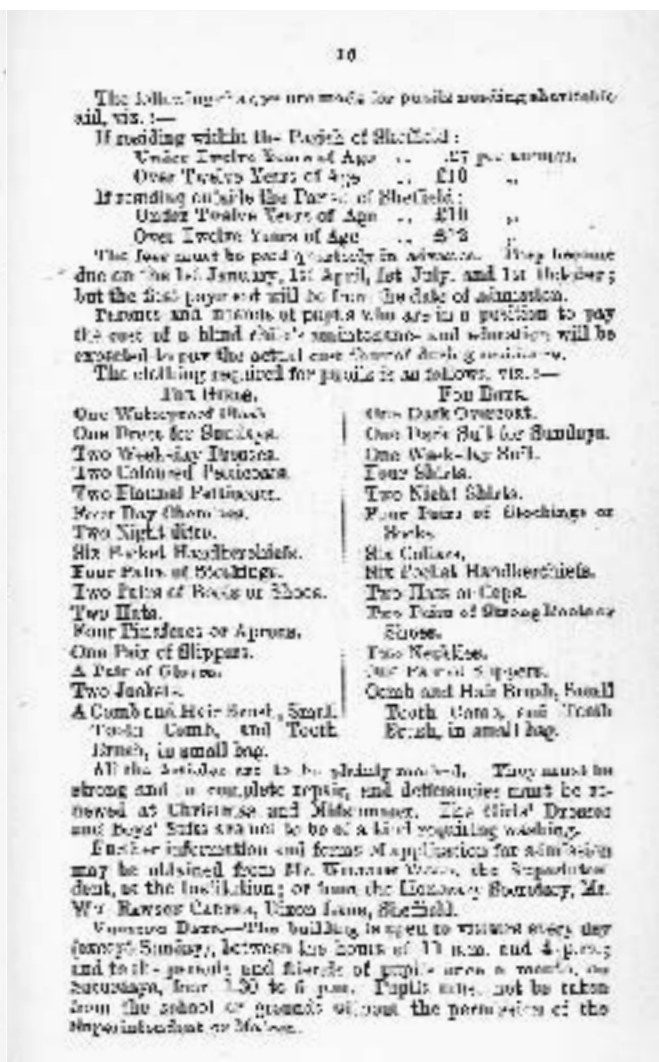 16
The following charges are made for pupils needing charitable
aid, viz. :—
If residing within the Parish of Sheffield :
Under Twelve Years of Age .. £7 per annum.
Over Twelve Years of Age .. £10 „
If residing outside the Parish of Sheffield :
Under Twelve Years of Age .. £10 „
Over Twelve Years of Age ..  „
The fees must be paid quarterly in advance. They become
due on the 1st January, 1st April, 1st July, and 1st October ;
but the first payment will be from the date of admission.
Parents and friends of pupils who are in a position to pay
the cost of a blind child's maintenance and education will be
expected to pay the actual cost
The clothing required for pupils is as follows, viz. :—
For Girls.
One Waterproof Cloak.
One Dress for Sundays.
Two Week-day Dresses.
Two Coloured Petticoats.
Two Flannel Petticoats.
Four Day Chemises.
Two Night ditto.
Six Pocket Handkerchiefs.
Four Pairs of Stockings.
Two Pairs of Boots or Shoes.
Two Hats.
Four Pinafores or Aprons.
One Pair of Slippers.
A Pair of Gloves.
Two Jackets.
A Comb and Hair Brush, Small
Tooth Comb, and Tooth
Brush, in small bag.
For Boys.
One Dark Overcoat.
One Dark Suit for Sundays.
One Week-day Suit.
Four Shirts.
Two Night Shirts.
Four Pairs of Stockings or
Socks.
Six Collars.
Six Pocket Handkerchiefs.
Two Hats or Caps.
Two Pairs of Strong Boots or
Shoes.
Two Neckties.
One Pair of Slippers.
Comb and Hair Brush, Small
Tooth Comb, and Tooth
Brush, in small bag.
All the articles are to be plainly marked. They must be
strong and in complete repair, and deficiencies must be re-
newed at Christmas and Midsummer. The Girls' Dresses
and Boys' Suits are not to be of a kind requiring washing.
Further information and forms of application for admission
may be obtained from Mr. William  the Superinten-
dent, at the Institution ; or from the Honorary Secretary, Mr.
Wm. Rawson Carter, Dixon Lane, Sheffield.
Visiting Days.—The building is open to visitors every day
(except Sunday), between the hours of 11 a.m. and 4 p.m.;
and to the parents and friends of pupils once a month, on
Saturdays, from 1.30 to 6 p.m. Pupils must not be taken
from the school or grounds without the permission of the
Superintendent or Matron.